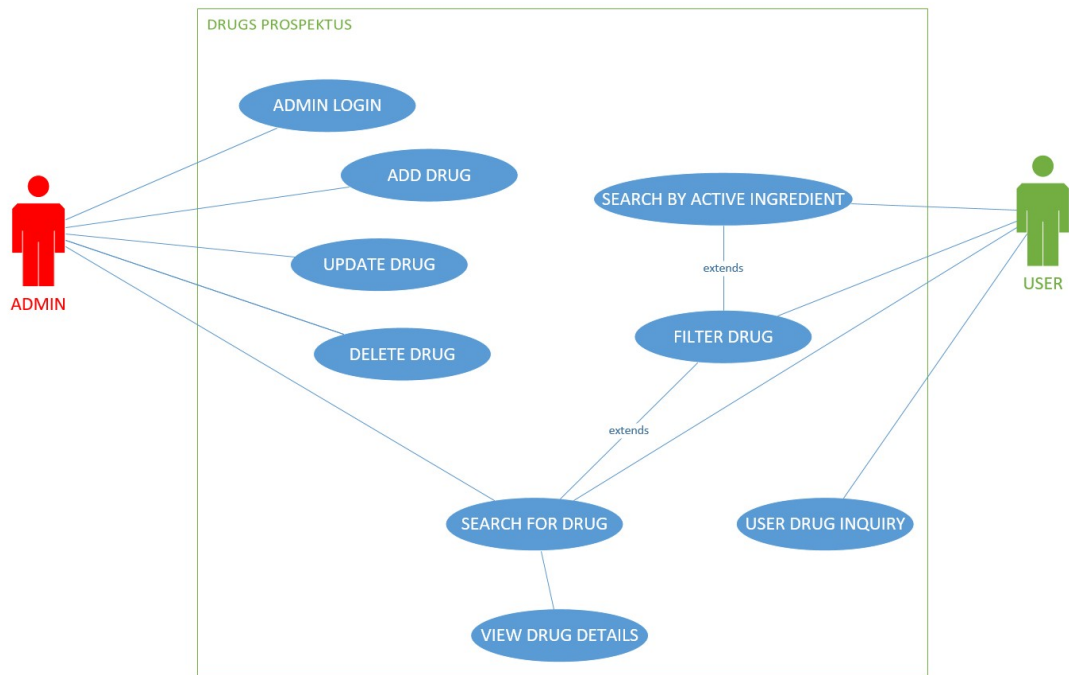 DRUGS PROSPEKTUS
ADMIN LOGIN
ADD DRUG
SEARCH BY ACTIVE INGREDIENT
UPDATE DRUG
extends
USER
ADMIN
FILTER DRUG
DELETE DRUG
extends
SEARCH FOR DRUG
USER DRUG INQUIRY
VIEW DRUG DETAILS